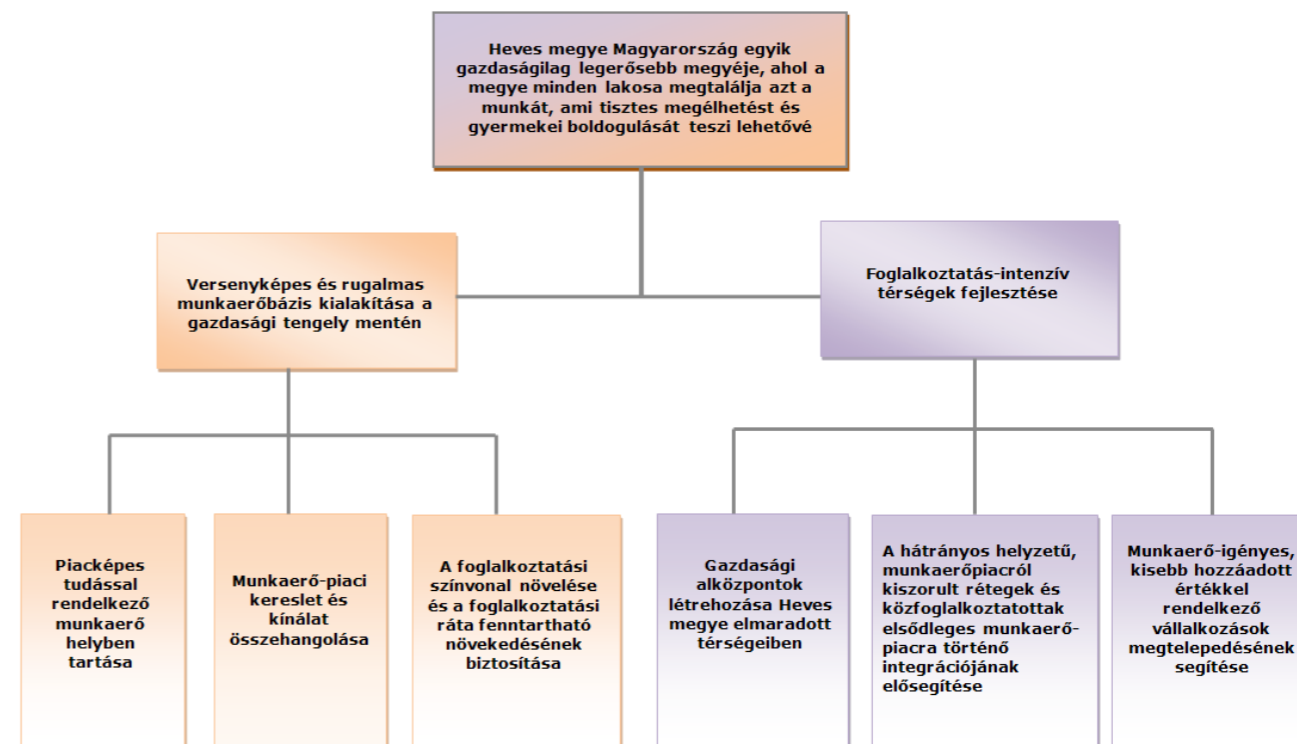 Heves megye Magyarország egyik
gazdaságilag legerősebb megyéje, ahol a
megye minden lakosa megtalálja azt a
munkát, ami tisztes megélhetést és
gyermekei boldogulását teszi lehetővé
Versenyképes és rugalmas
munkaerőbázis kialakítása a
gazdasági tengely mentén
Foglalkoztatás-intenzív
térségek fejlesztése
Piacképes
tudással
rendelkező
munkaerő
helyben
tartása
Munkaerő-piaci
kereslet és
kínálat
összehangolása
A foglalkoztatási
színvonal növelése
és a foglalkoztatási
ráta fenntartható
növekedésének
biztosítása
Gazdasági
alközpontok
létrehozása Heves
megye elmaradott
térségeiben
A hátrányos helyzetű,
munkaerőpiacról
kiszorult rétegek és
közfoglalkoztatottak
elsődleges munkaerő-
piacra történő
integrációjának
elősegítése
Munkaerő-igényes,
kisebb hozzáadott
értékkel
rendelkező
vállalkozások
megtelepedésének
segítése